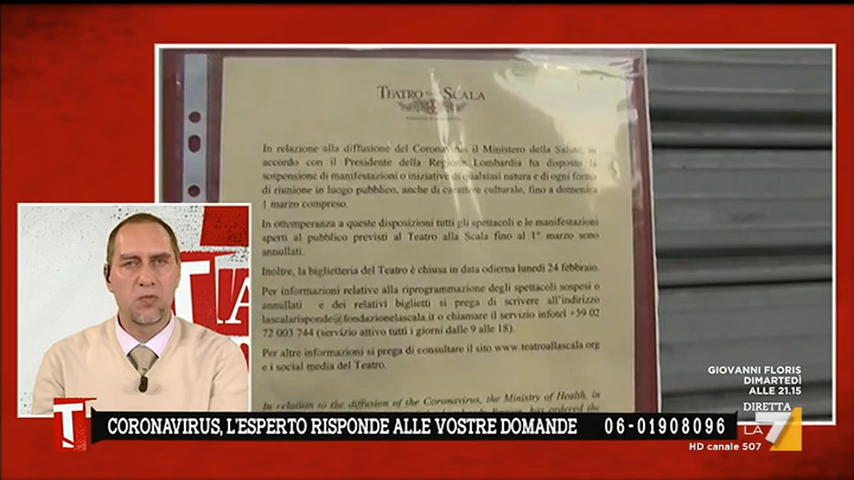 TEATRO ALLA SCALA
In relazione alla diffusione del Coronavirus il Ministero della Salute, in
accordo con il Presidente della Regione Lombardia ha disposto la
sospensione di manifestazioni o iniziative di qualsiasi natura e di ogni forma
di riunione in luogo pubblico, anche di carattere culturale, fino a domenica
1 marzo compreso.
In ottemperanza a queste disposizioni tutti gli spettacoli e le manifestazioni
aperti al pubblico previsti al Teatro alla Scala fino al 1° marzo sono
annullati.
Inoltre, la biglietteria del Teatro è chiusa in data odierna lunedì 24 febbraio.
Per informazioni relative alla riprogrammazione degli spettacoli sospesi o
annullati e dei relativi biglietti si prega di scrivere all'indirizzo
lascalarisponde@fondazionelascala.it o chiamare il servizio infotel +39 02
72 003 744 (servizio attivo tutti i giorni dalle 9 alle 18).
Per altre informazioni si prega di consultare il sito www.teatroallascala.org
e i social media del Teatro.
In relation to the diffusion of the Coronavirus, the Ministry of Health, in
has ordered the
GIOVANNI FLORIS
DIMARTEDÌ
ALLE 21.15
DIRETTA
LA 7
HD canale 507
T
CORONAVIRUS, L'ESPERTO RISPONDE ALLE VOSTRE DOMANDE 06-01908096